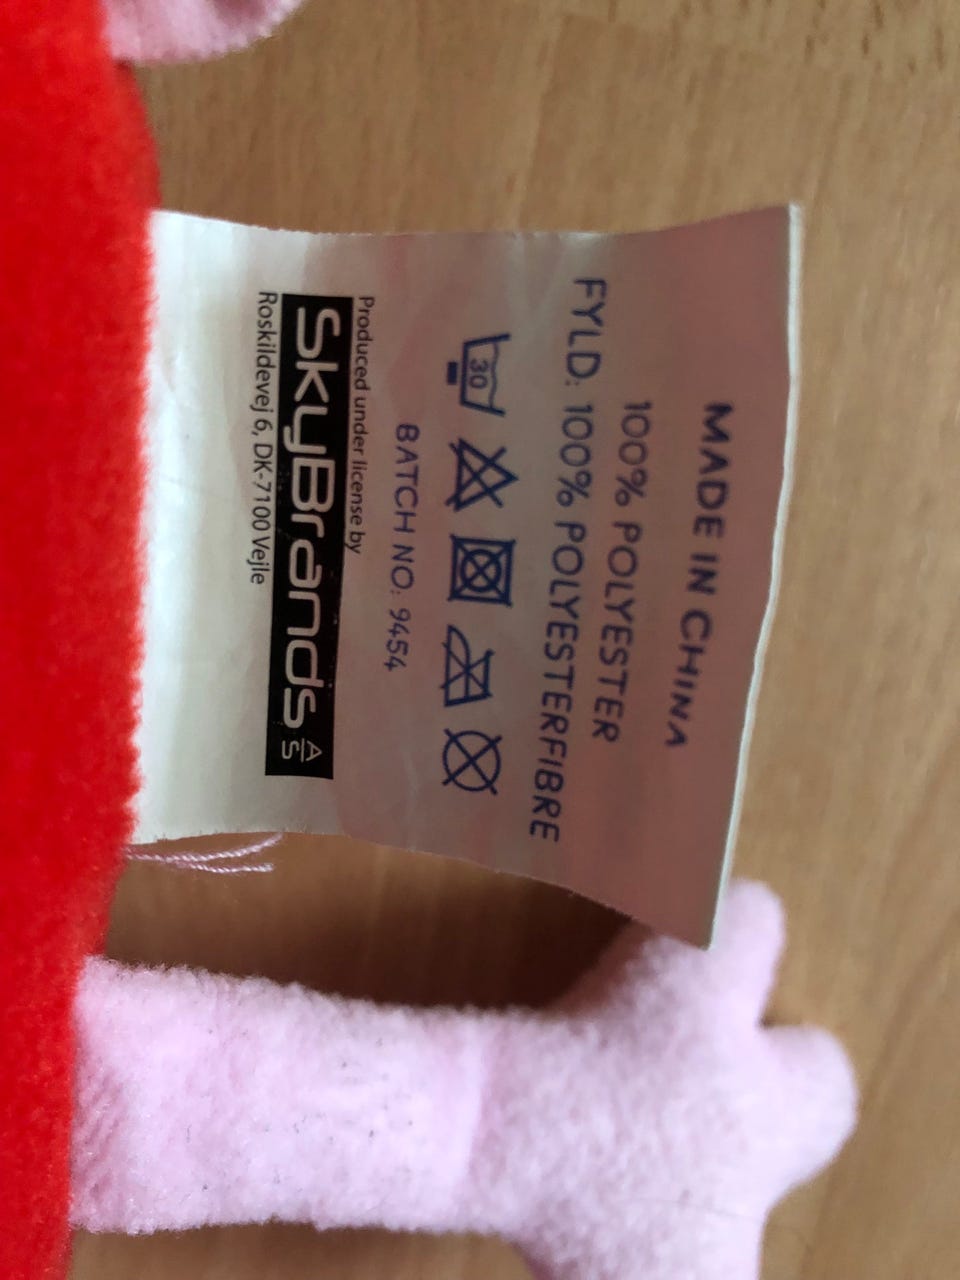 MADE IN CHINA
100% POLYESTER
FYLD: 100% POLYESTERFIBRE
30
BATCH NO: 9454
Produced under license by
SkyBrands A/S
Roskildevej 6, DK-7100 Vejle